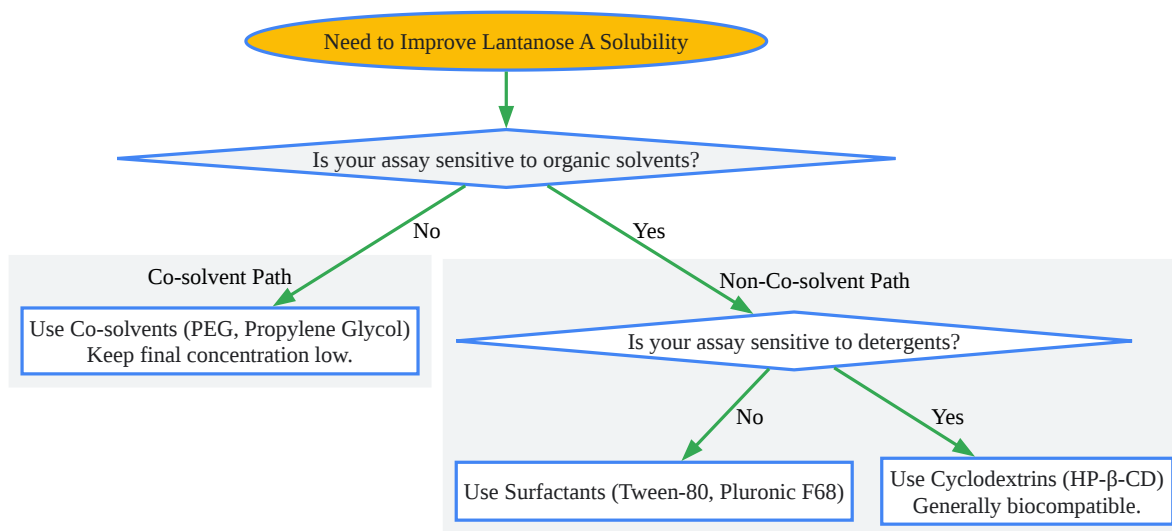 Need to Improve Lantanose A Solubility
Is your assay sensitive to organic solvents?
No
Yes
Co-solvent Path
Non-Co-solvent Path
Use Co-solvents (PEG, Propylene Glycol)
Keep final concentration low.
Is your assay sensitive to detergents?
No
Yes
Use Surfactants (Tween-80, Pluronic F68)
Use Cyclodextrins (HP-β-CD)
Generally biocompatible.